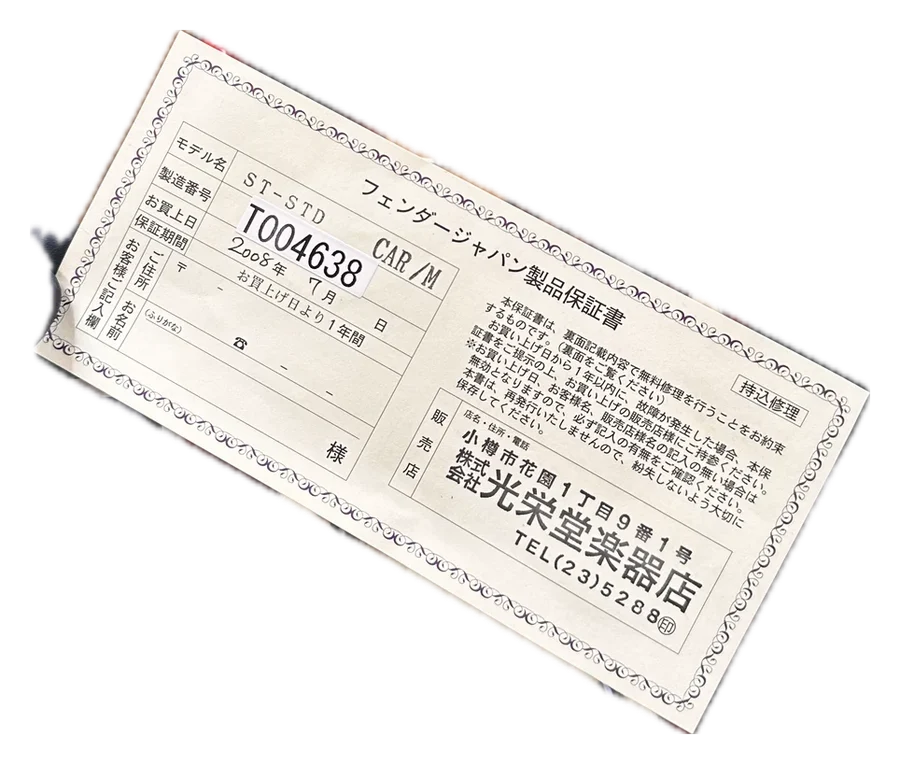 フェンダージャパン製品保証書
モデル名 ST-STD CAR/M
製造番号 T004638
お買上日 2008年 7月 日
保証期間 お買上げ日より1年間
お客様ご記入欄
ご住所 〒 -
☎ - -
お名前 (ふりがな)
様
持込修理
本保証書は、裏面記載内容で無料修理を行うことをお約束
するものです。(裏面をご覧ください)
お買い上げ日から1年以内に、故障が発生した場合、本保
証書をご提示の上、お買い上げの販売店様にご持参ください。
※お買い上げ日、お客様名、販売店様名の記入の無い場合は
無効となりますので、必ず記入の有無をご確認ください。
本書は、再発行いたしませんので、紛失しないよう大切に
保存してください。
販売店
店名・住所・電話
小樽市花園1丁目9番1号
株式会社光栄堂楽器店
TEL(23)5288㊞